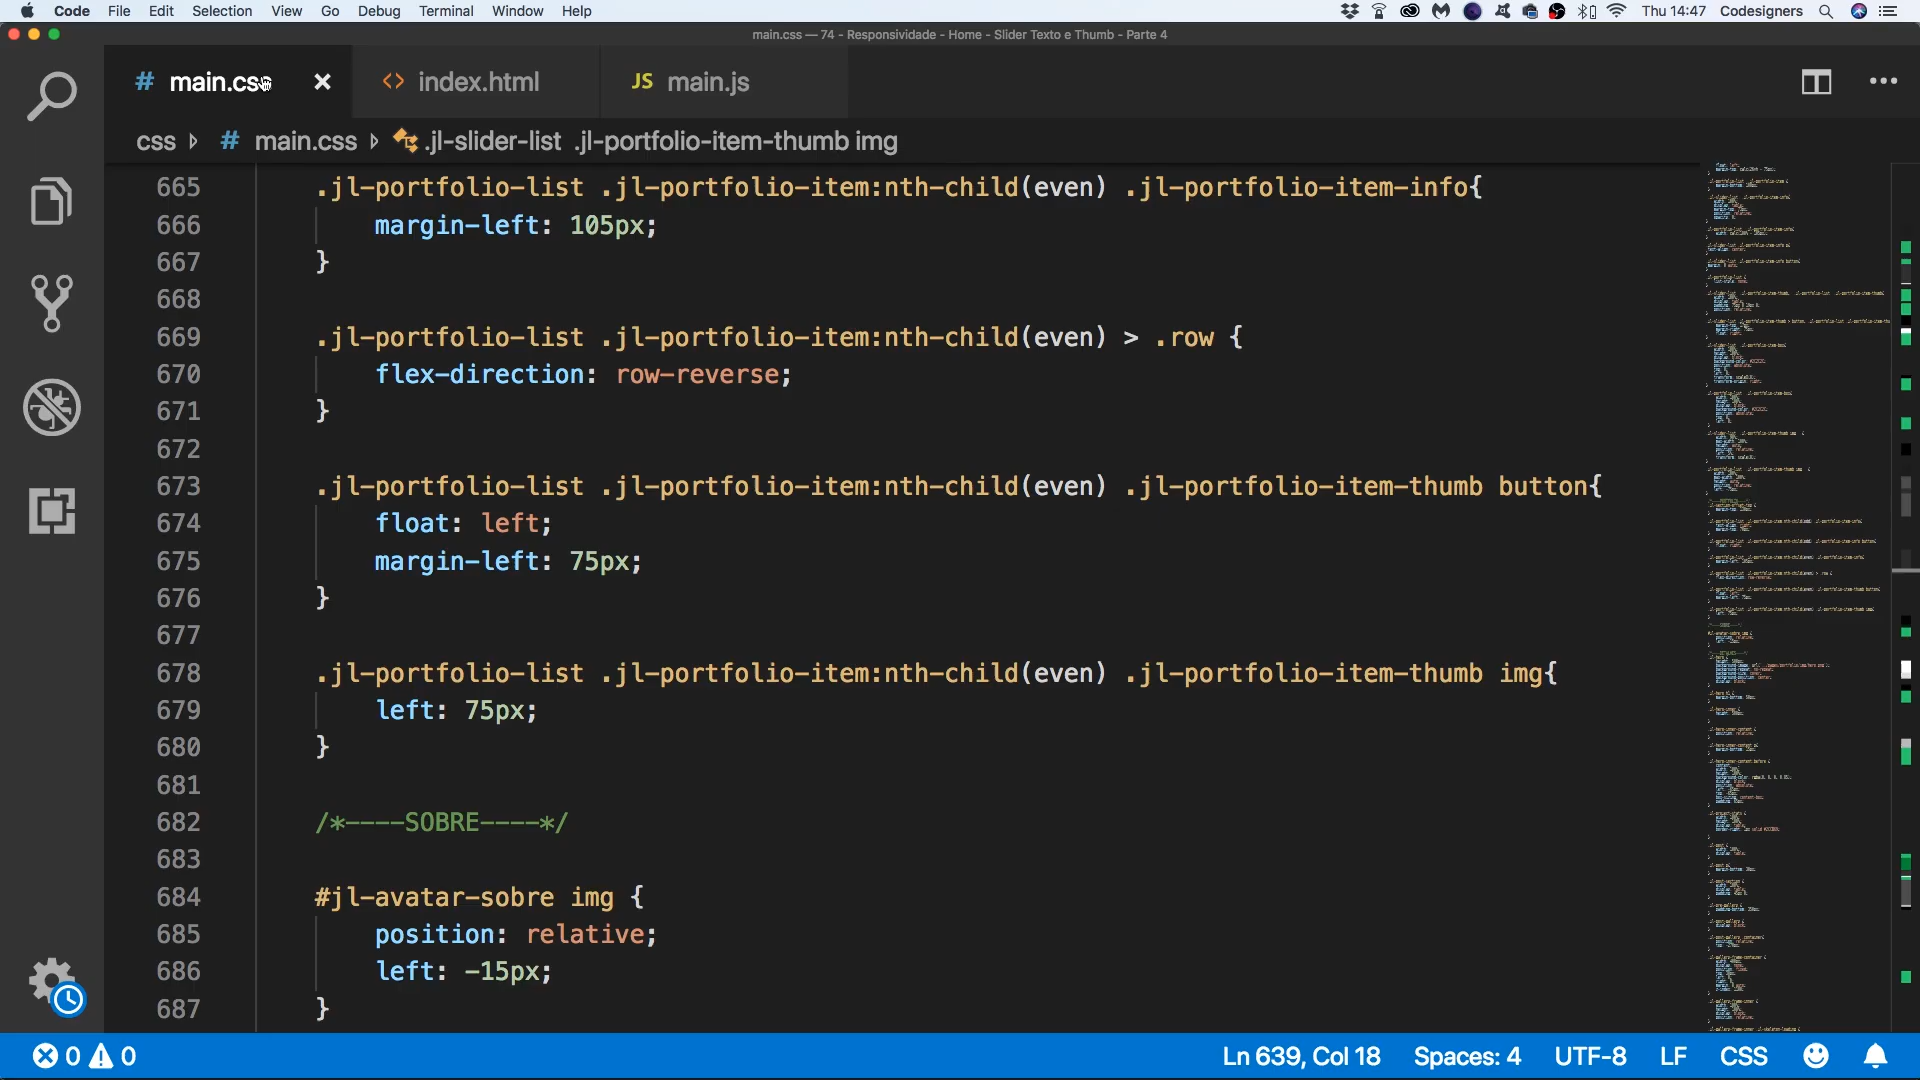 Code File Edit Selection View Go Debug Terminal Window Help Thu 14:47 Codesigners
main.css — 74 - Responsividade - Home - Slider Texto e Thumb - Parte 4
# main.css × <> index.html JS main.js
css # main.css .jl-slider-list .jl-portfolio-item-thumb img
665 .jl-portfolio-list .jl-portfolio-item:nth-child(even) .jl-portfolio-item-info{
666 margin-left: 105px;
667 }
668
669 .jl-portfolio-list .jl-portfolio-item:nth-child(even) > .row {
670 flex-direction: row-reverse;
671 }
672
673 .jl-portfolio-list .jl-portfolio-item:nth-child(even) .jl-portfolio-item-thumb button{
674 float: left;
675 margin-left: 75px;
676 }
677
678 .jl-portfolio-list .jl-portfolio-item:nth-child(even) .jl-portfolio-item-thumb img{
679 left: 75px;
680 }
681
682 /*----SOBRE----*/
683
684 #jl-avatar-sobre img {
685 position: relative;
686 left: -15px;
687 }
0 0 Ln 639, Col 18 Spaces: 4 UTF-8 LF CSS